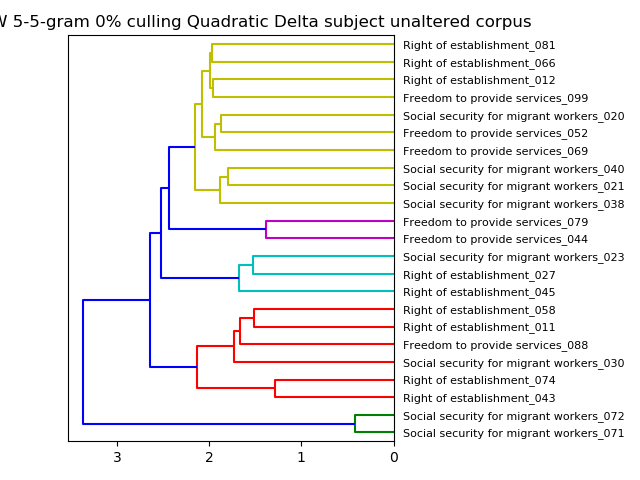 5-5-gram 0% culling Quadratic Delta subject unaltered corpus
Right of establishment_081
Right of establishment_066
Right of establishment_012
Freedom to provide services_099
Social security for migrant workers_020
Freedom to provide services_052
Freedom to provide services_069
Social security for migrant workers_040
Social security for migrant workers_021
Social security for migrant workers_038
Freedom to provide services_079
Freedom to provide services_044
Social security for migrant workers_023
Right of establishment_027
Right of establishment_045
Right of establishment_058
Right of establishment_011
Freedom to provide services_088
Social security for migrant workers_030
Right of establishment_074
Right of establishment_043
Social security for migrant workers_072
Social security for migrant workers_071
3 2 1 0